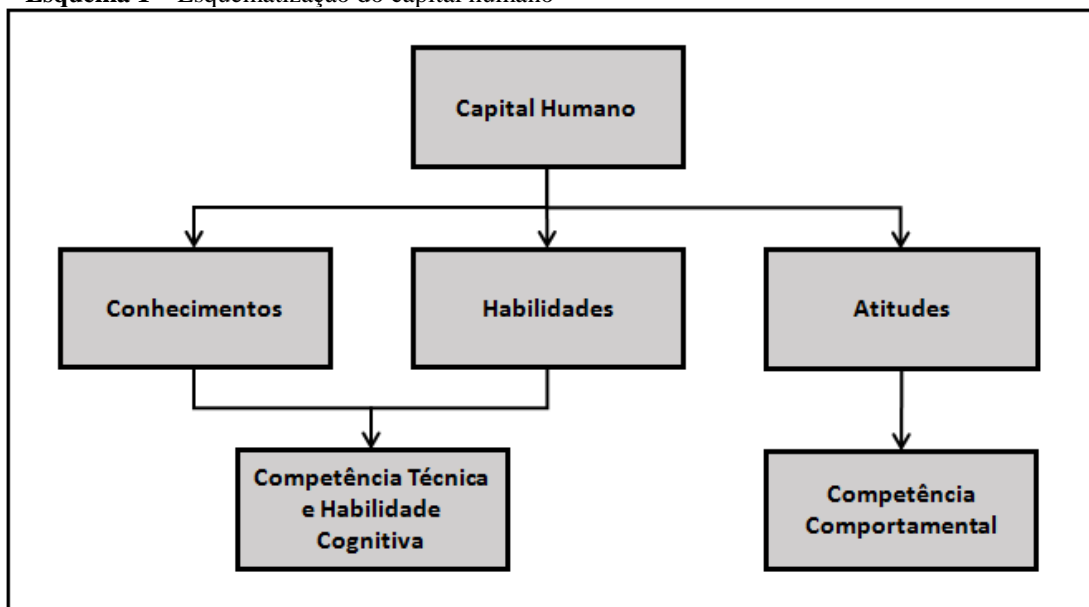 Esquema 1 – Esquematização do capital humano
Capital Humano
Conhecimentos
Habilidades
Atitudes
Competência Técnica
e Habilidade
Cognitiva
Competência
Comportamental